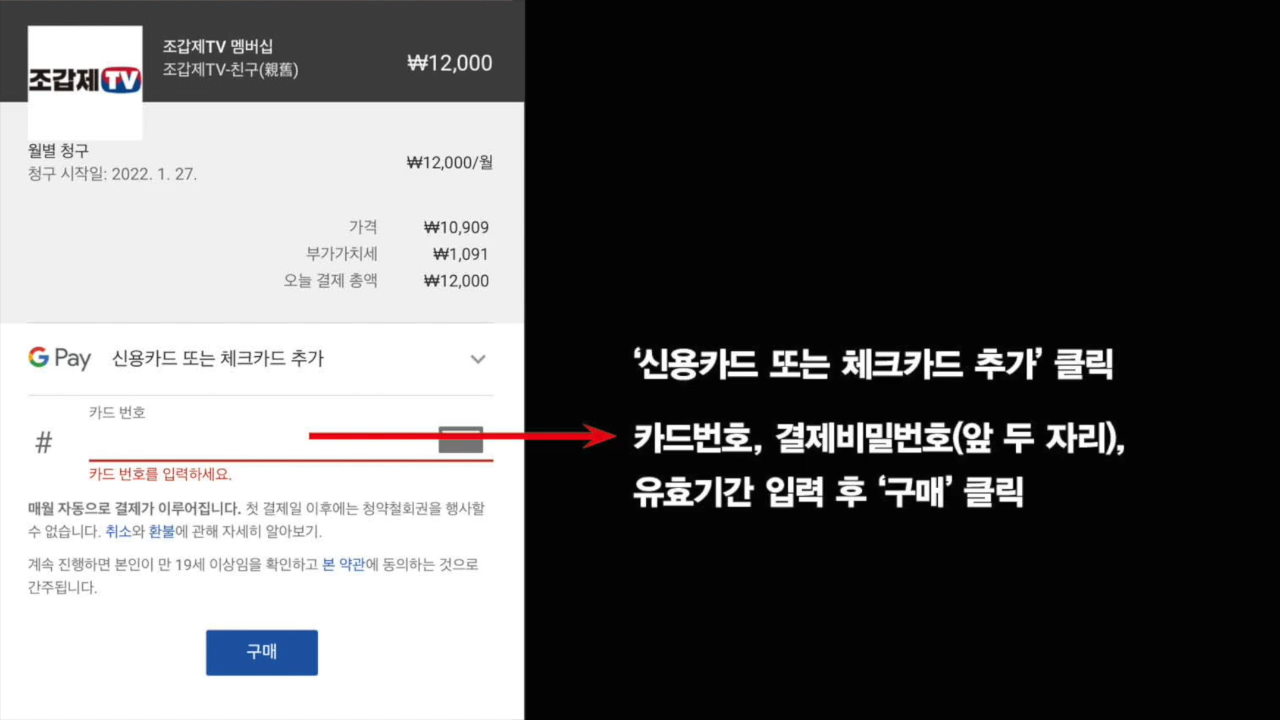 조갑제TV
조갑제TV 멤버십
조갑제TV-친구(親舊)
₩12,000
월별 청구
청구 시작일: 2022. 1. 27.
₩12,000/월
가격 ₩10,909
부가가치세 ₩1,091
오늘 결제 총액 ₩12,000
G Pay 신용카드 또는 체크카드 추가
카드 번호
#
카드 번호를 입력하세요.
매월 자동으로 결제가 이루어집니다. 첫 결제일 이후에는 청약철회권을 행사할
수 없습니다. 취소와 환불에 관해 자세히 알아보기.
계속 진행하면 본인이 만 19세 이상임을 확인하고 본 약관에 동의하는 것으로
간주됩니다.
구매
‘신용카드 또는 체크카드 추가’ 클릭
카드번호, 결제비밀번호(앞 두 자리),
유효기간 입력 후 ‘구매’ 클릭